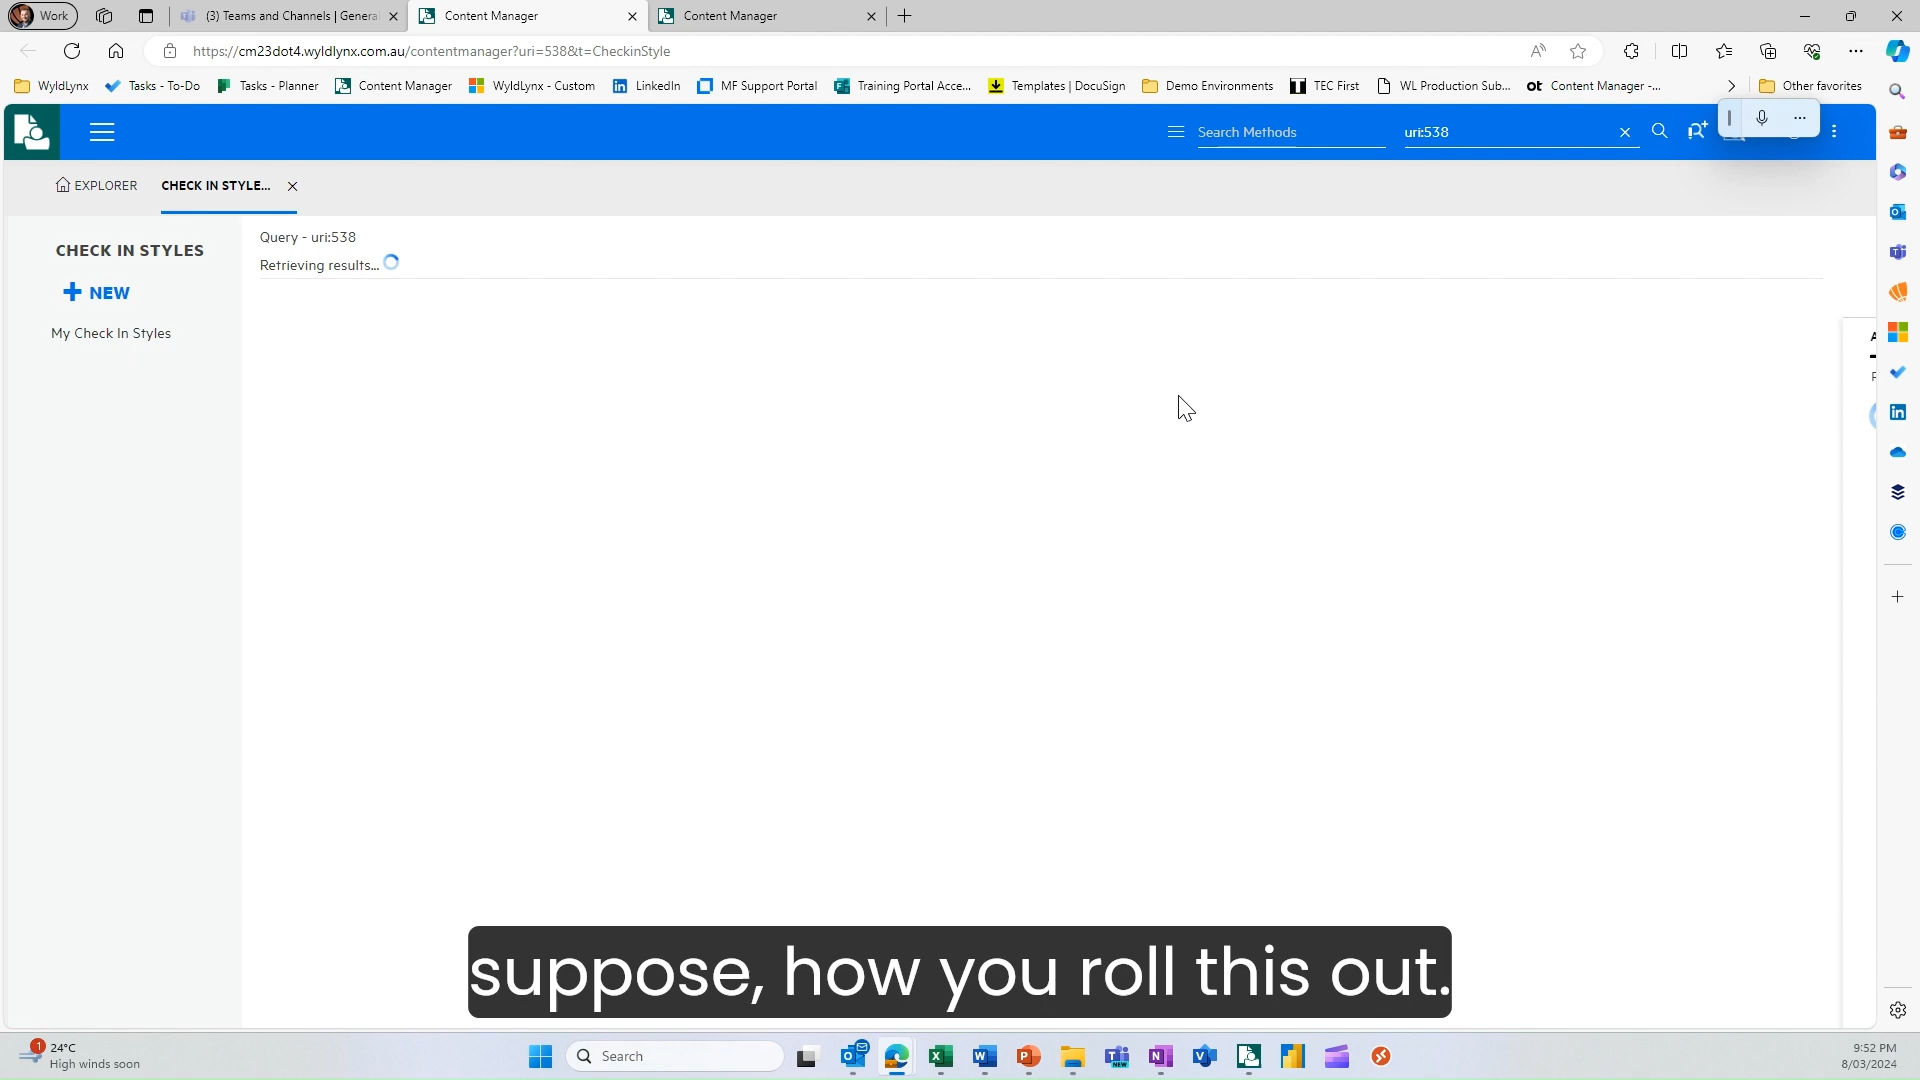 Work
(3) Teams and Channels | General
Content Manager
Content Manager
https://cm23dot4.wyldlynx.com.au/contentmanager?uri=538&t=CheckinStyle
WyldLynx
Tasks - To-Do
Tasks - Planner
Content Manager
WyldLynx - Custom
LinkedIn
MF Support Portal
Training Portal Acce...
Templates | DocuSign
Demo Environments
TEC First
WL Production Sub...
Content Manager -...
Other favorites
Search Methods
uri:538
EXPLORER
CHECK IN STYLE...
CHECK IN STYLES
NEW
My Check In Styles
Query - uri:538
Retrieving results...
suppose, how you roll this out.
1
24°C
High winds soon
Search
9:52 PM
8/03/2024